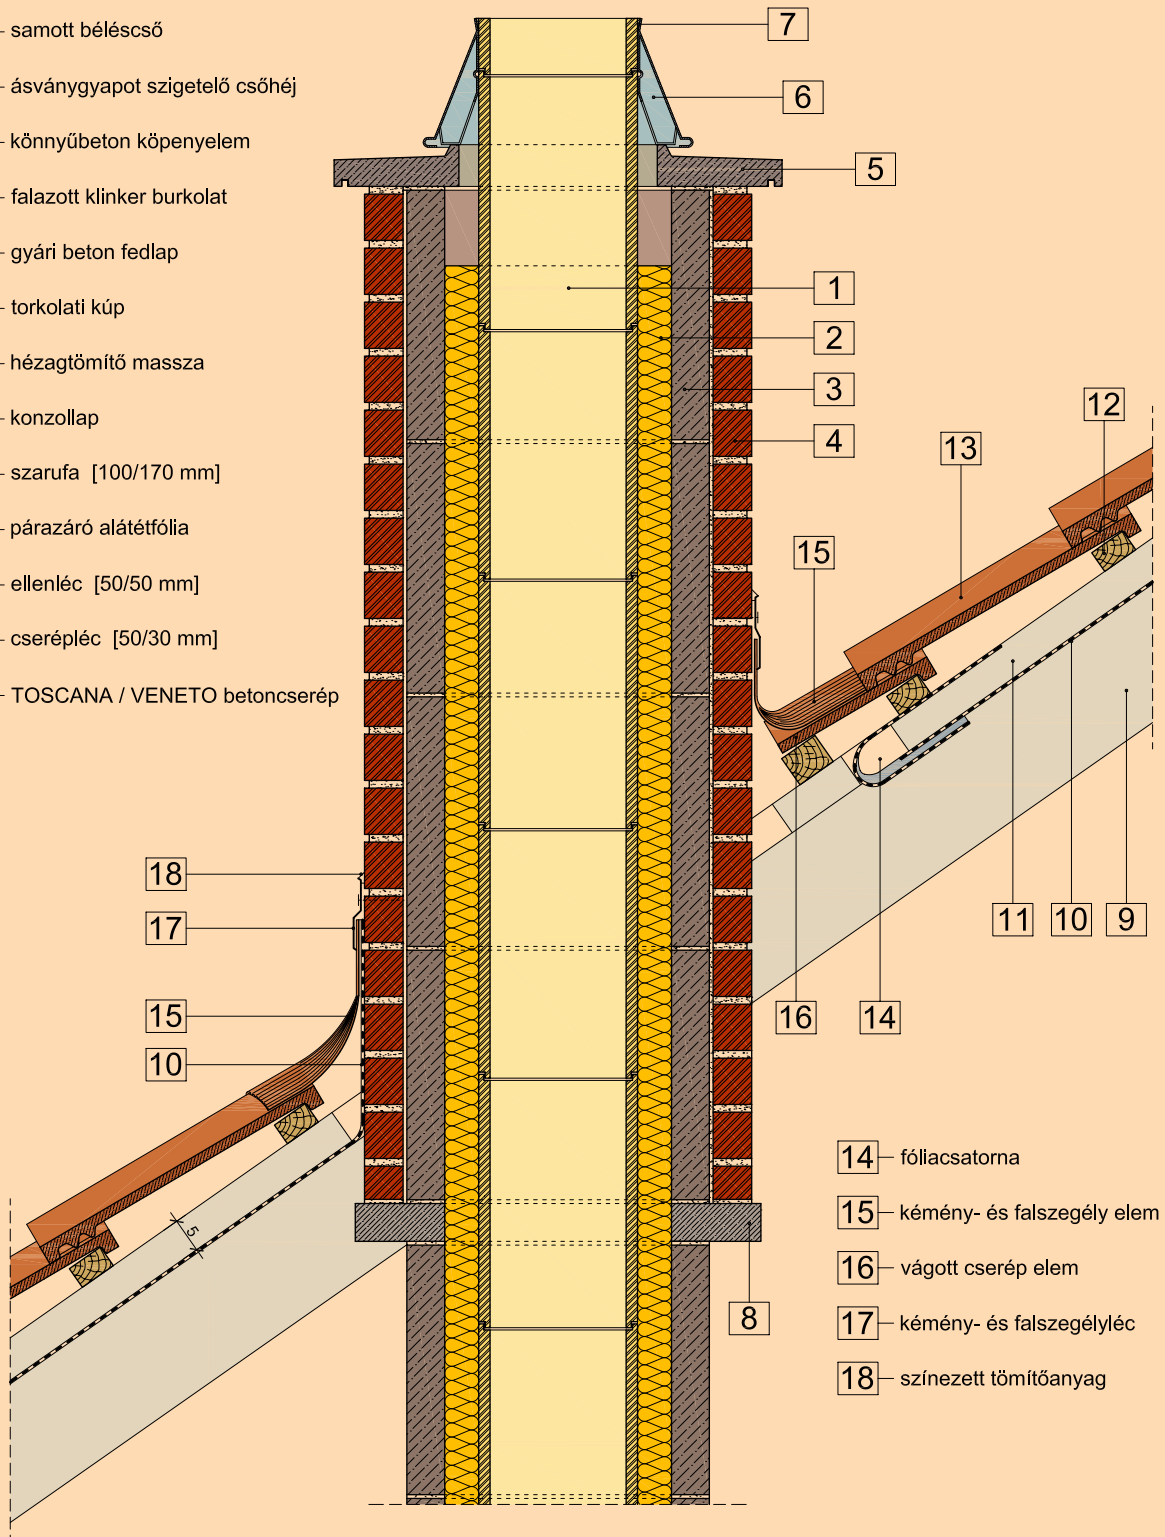 samott béléscső
ásványgyapot szigetelő csőhéj
könnyűbeton köpenyelem
falazott klinker burkolat
gyári beton fedlap
torkolati kúp
hézagtömítő massza
konzollap
szarufa [100/170 mm]
párazáró alátétfólia
ellenléc [50/50 mm]
cserépléc [50/30 mm]
TOSCANA / VENETO betoncserép
7
6
5
1
2
3
4
12
13
15
18
17
11
10
9
16
14
15
10
5
8
14 fóliacsatorna
15 kémény- és falszegély elem
16 vágott cserép elem
17 kémény- és falszegélyléc
18 színezett tömítőanyag